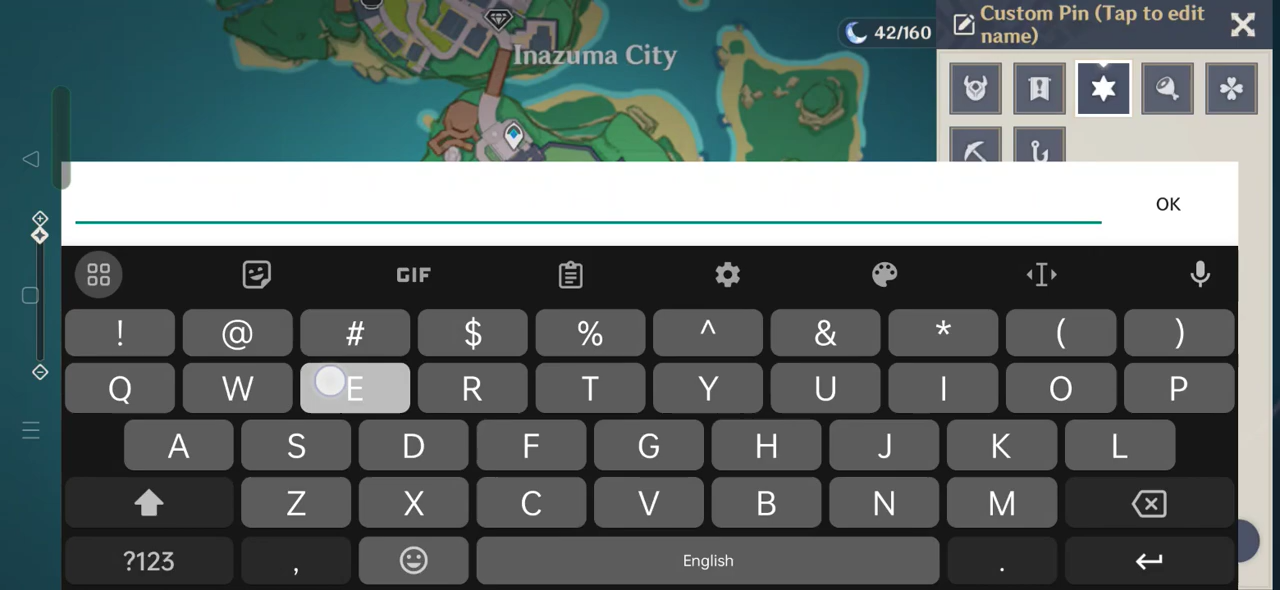 Custom Pin (Tap to edit
name)
42/160
Inazuma City
OK
GIF
! @ # $ % ^ & * ( )
Q W E R T Y U I O P
A S D F G H J K L
Z X C V B N M
?123 , English .